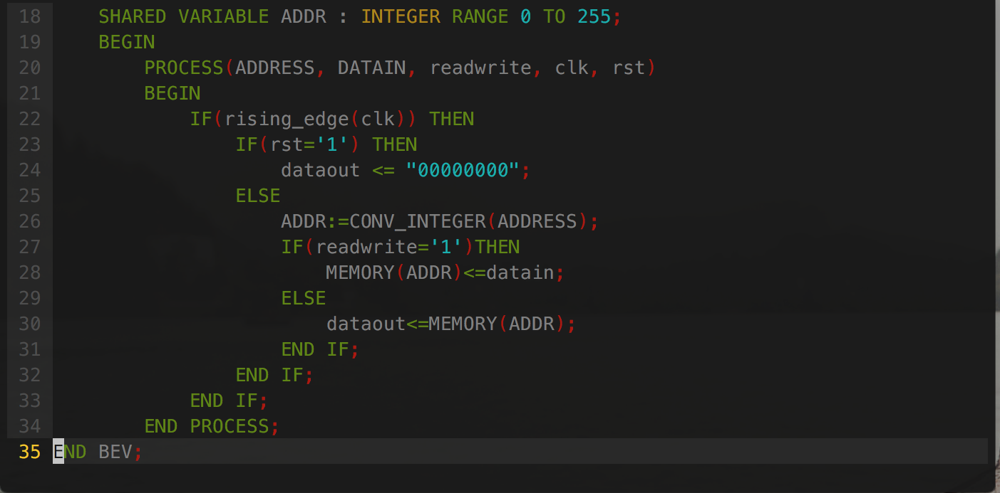 18     SHARED VARIABLE ADDR : INTEGER RANGE 0 TO 255;
19     BEGIN
20         PROCESS(ADDRESS, DATAIN, readwrite, clk, rst)
21         BEGIN
22             IF(rising_edge(clk)) THEN
23                 IF(rst='1') THEN
24                     dataout <= "00000000";
25                 ELSE
26                     ADDR:=CONV_INTEGER(ADDRESS);
27                     IF(readwrite='1')THEN
28                         MEMORY(ADDR)<=datain;
29                     ELSE
30                         dataout<=MEMORY(ADDR);
31                     END IF;
32                 END IF;
33             END IF;
34         END PROCESS;
35 END BEV;